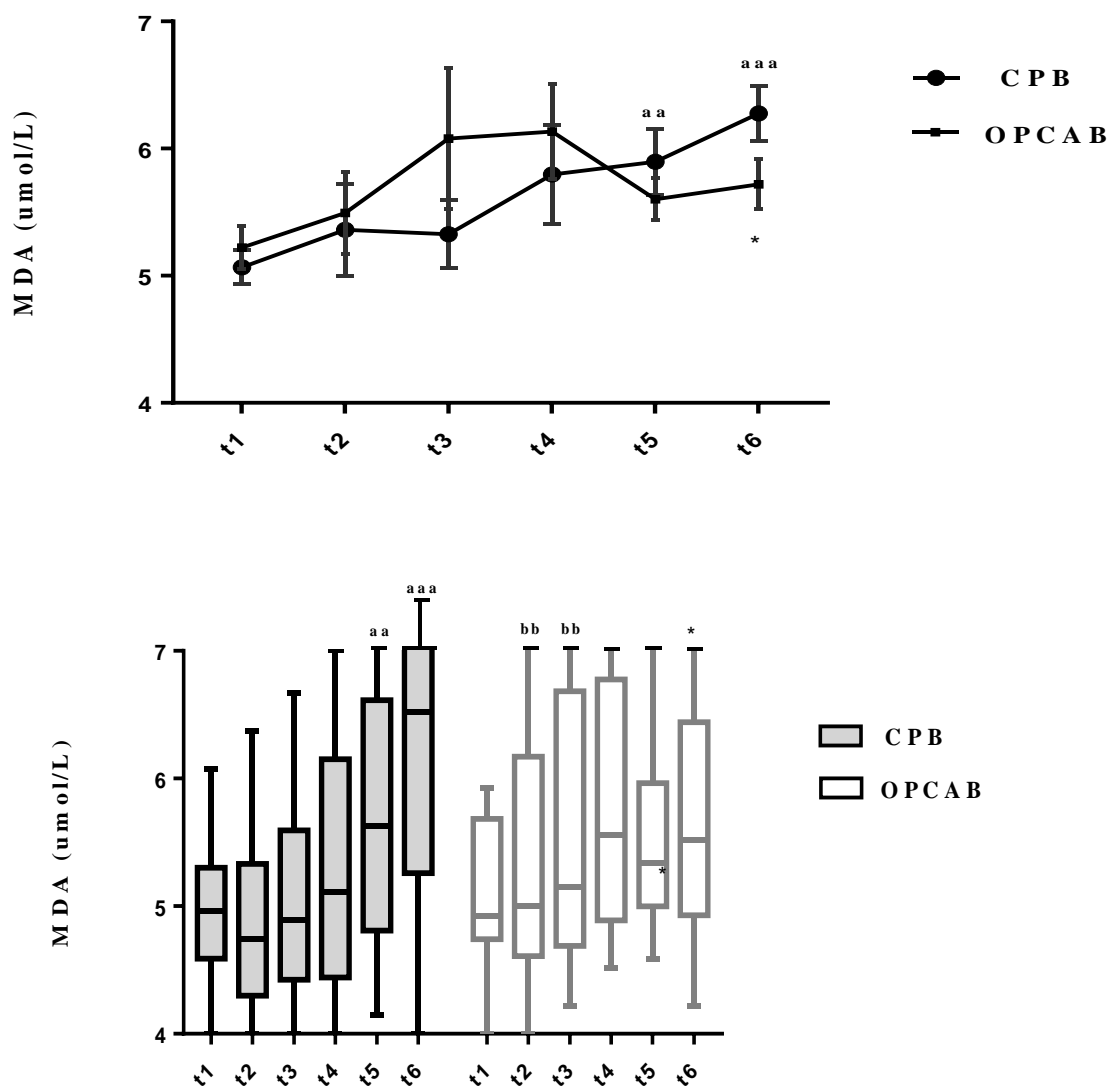 7
6
5
4
MDA (umol/L)
aaa
aa
*
CPB
OPCAB
t1 t2 t3 t4 t5 t6
7
6
5
4
MDA (umol/L)
aaa
aa
bb bb *
*
CPB
OPCAB
t1 t2 t3 t4 t5 t6 t1 t2 t3 t4 t5 t6